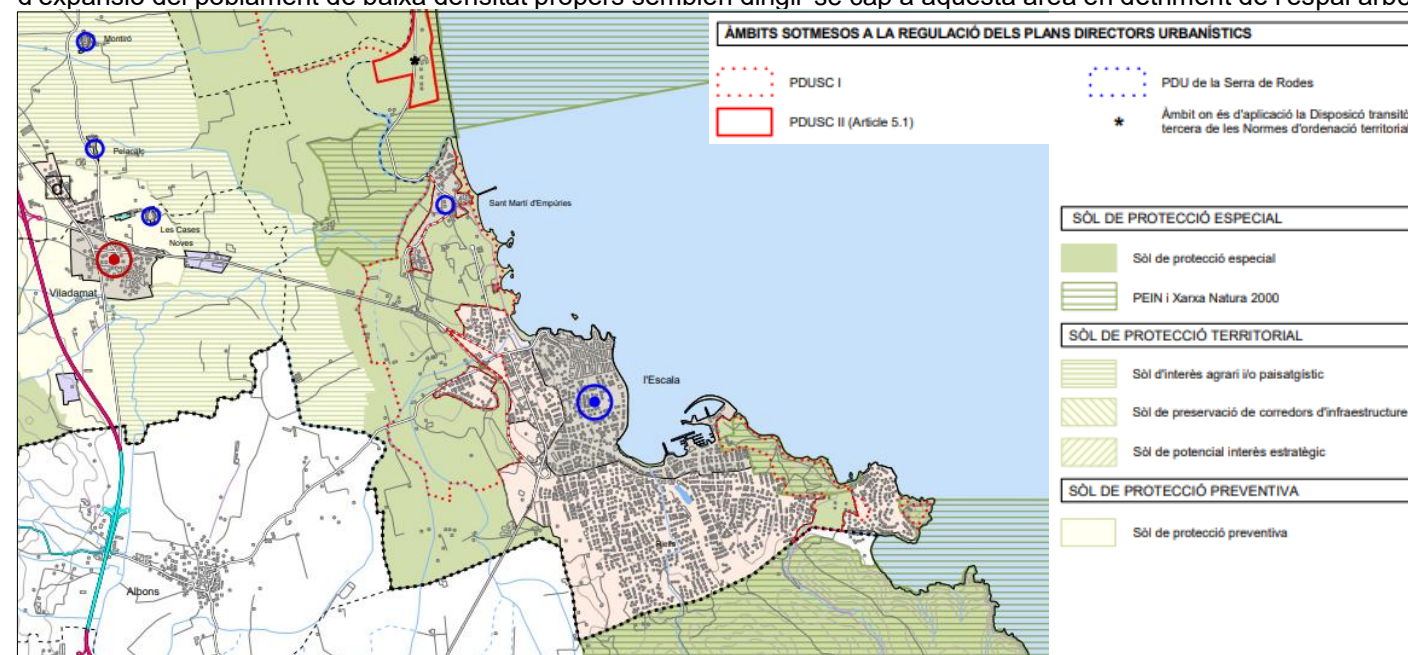 d'expansió del poblament de baixa densitat propers semblen dirigir-se cap a aquesta àrea en detriment de l'espai arbo
ÀMBITS SOTMESOS A LA REGULACIÓ DELS PLANS DIRECTORS URBANÍSTICS
PDUSC I
PDU de la Serra de Rodes
PDUSC II (Article 5.1)
*
Àmbit on és d'aplicació la Disposicó transitò
tercera de les Normes d'ordenació territorial
SÒL DE PROTECCIÓ ESPECIAL
Sòl de protecció especial
PEIN i Xarxa Natura 2000
SÒL DE PROTECCIÓ TERRITORIAL
Sòl d'interès agrari i/o paisatgístic
Sòl de preservació de corredors d'infraestructure
Sòl de potencial interès estratègic
SÒL DE PROTECCIÓ PREVENTIVA
Sòl de protecció preventiva
Montiró
*
Pelacalç
d
Sant Martí d'Empúries
Les Cases
Noves
Viladamat
l'Escala
Riells
Albons